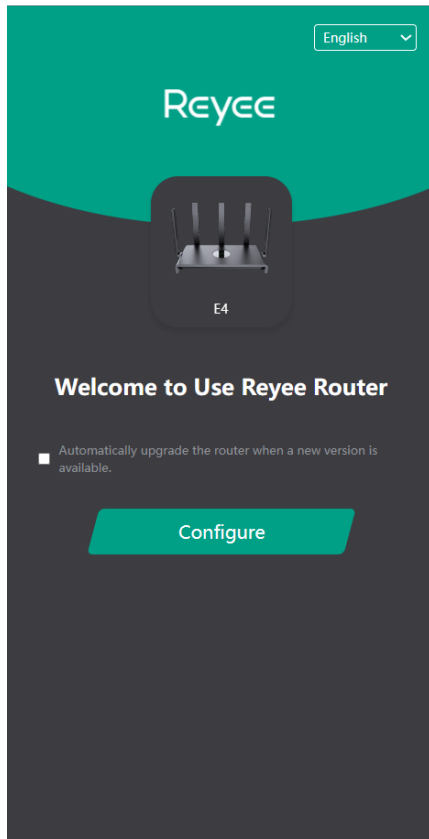 English
Reyee
E4
Welcome to Use Reyee Router
Automatically upgrade the router when a new version is
available.
Configure